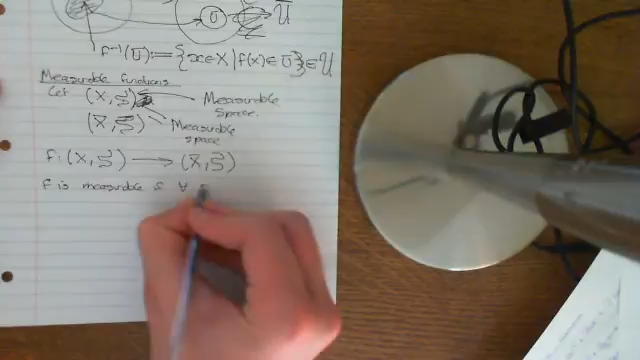 f⁻¹(Ū):= {x∈X | f(x)∈Ū} ∈ U
Measurable functions
Let (X, ξ) Measurable Space.
(X̄, ξ̄) Measurable space
f: (X, ξ) → (X̄, ξ̄)
f is measurable if ∀